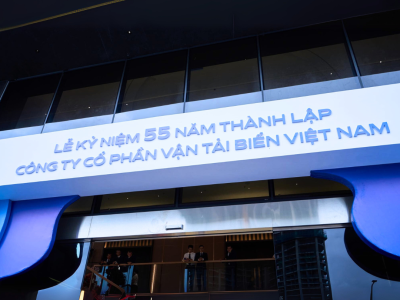 LỄ KỶ NIỆM 55 NĂM THÀNH LẬP
CÔNG TY CỔ PHẦN VẬN TẢI BIỂN VIỆT NAM